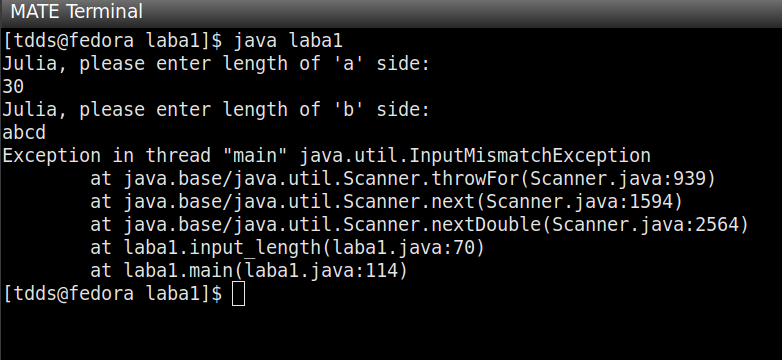 MATE Terminal
[tdds@fedora laba1]$ java laba1
Julia, please enter length of 'a' side:
30
Julia, please enter length of 'b' side:
abcd
Exception in thread "main" java.util.InputMismatchException
        at java.base/java.util.Scanner.throwFor(Scanner.java:939)
        at java.base/java.util.Scanner.next(Scanner.java:1594)
        at java.base/java.util.Scanner.nextDouble(Scanner.java:2564)
        at laba1.input_length(laba1.java:70)
        at laba1.main(laba1.java:114)
[tdds@fedora laba1]$